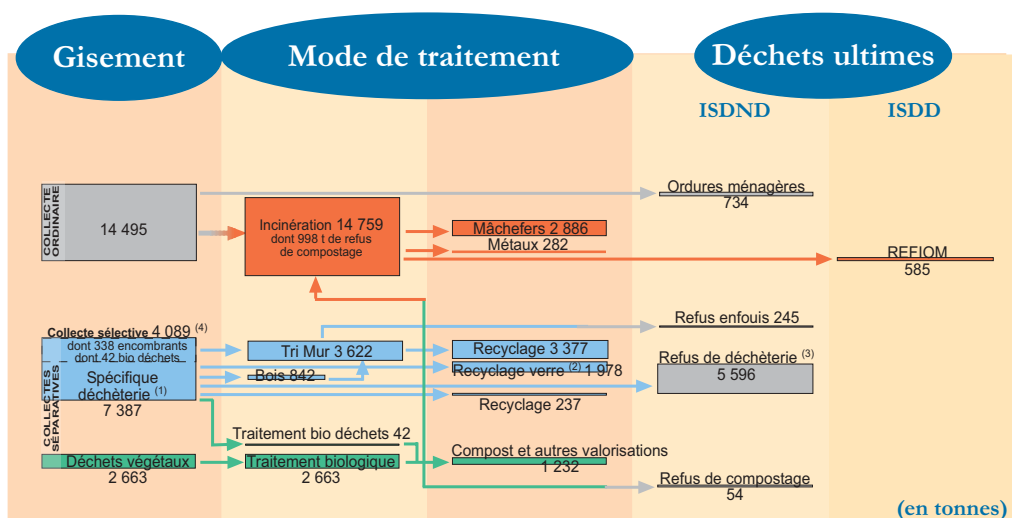 Gisement
Mode de traitement
Déchets ultimes
ISDND
ISDD
COLLECTE
ORDINAIRE
14 495
Incinération 14 759
dont 998 t de refus
de compostage
Mâchefers 2 886
Métaux 282
Ordures ménagères
734
REFIOM
585
COLLECTES
SÉPARATIVES
Collecte sélective 4 089 (4)
dont 338 encombrants
dont 42 bio déchets
Spécifique
déchèterie (1)
7 387
Tri Mur 3 622
Bois 842
Recyclage 3 377
Recyclage verre (2) 1 978
Recyclage 237
Refus enfouis 245
Refus de déchèterie (3)
5 596
Traitement bio déchets 42
Déchets végétaux
2 663
Traitement biologique
2 663
Compost et autres valorisations
1 232
Refus de compostage
54
(en tonnes)